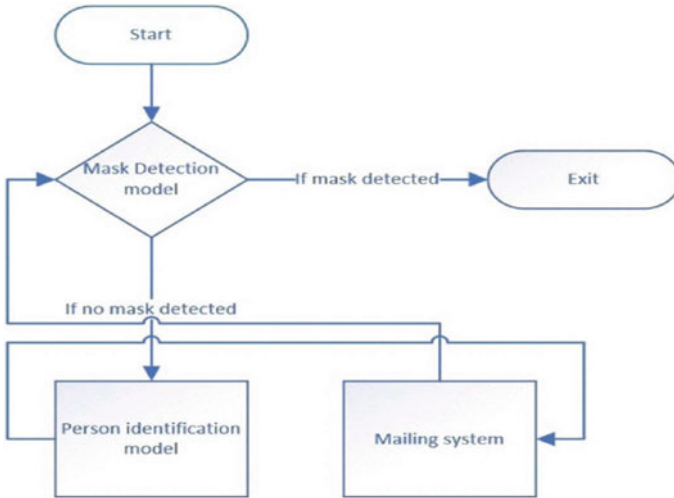 Start
Mask Detection
model
If mask detected
Exit
If no mask detected
Person identification
model
Mailing system